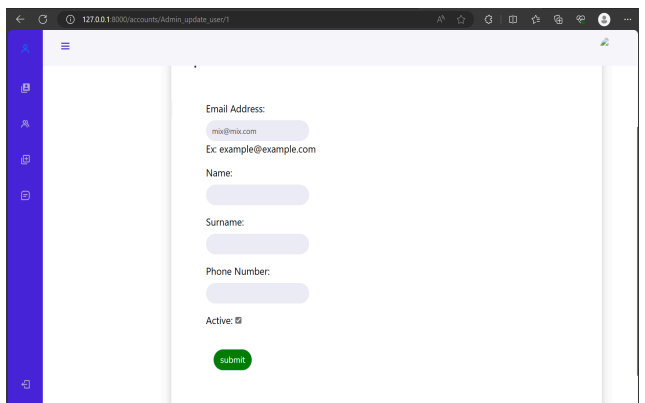 127.0.0.1:8000/accounts/Admin_update_user/1
Email Address:
mix@mix.com
Ex: example@example.com
Name:
Surname:
Phone Number:
Active:
submit